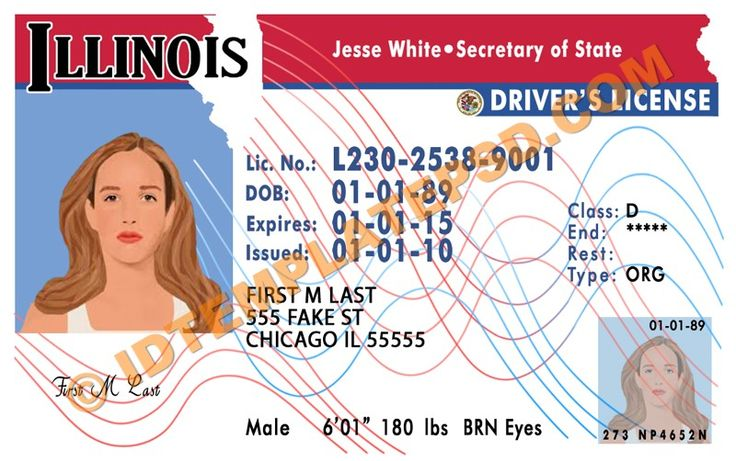 ILLINOIS
Jesse White•Secretary of State
DRIVER'S LICENSE
Lic. No.: L230-2538-9001
DOB: 01-01-89
Expires: 01-01-15
Issued: 01-01-10
Class: D
End: *****
Rest:
Type: ORG
FIRST M LAST
555 FAKE ST
CHICAGO IL 55555
01-01-89
First M Last
273 NP4652N
Male 6'01" 180 lbs BRN Eyes
© IDTEMPLATEPSD.COM